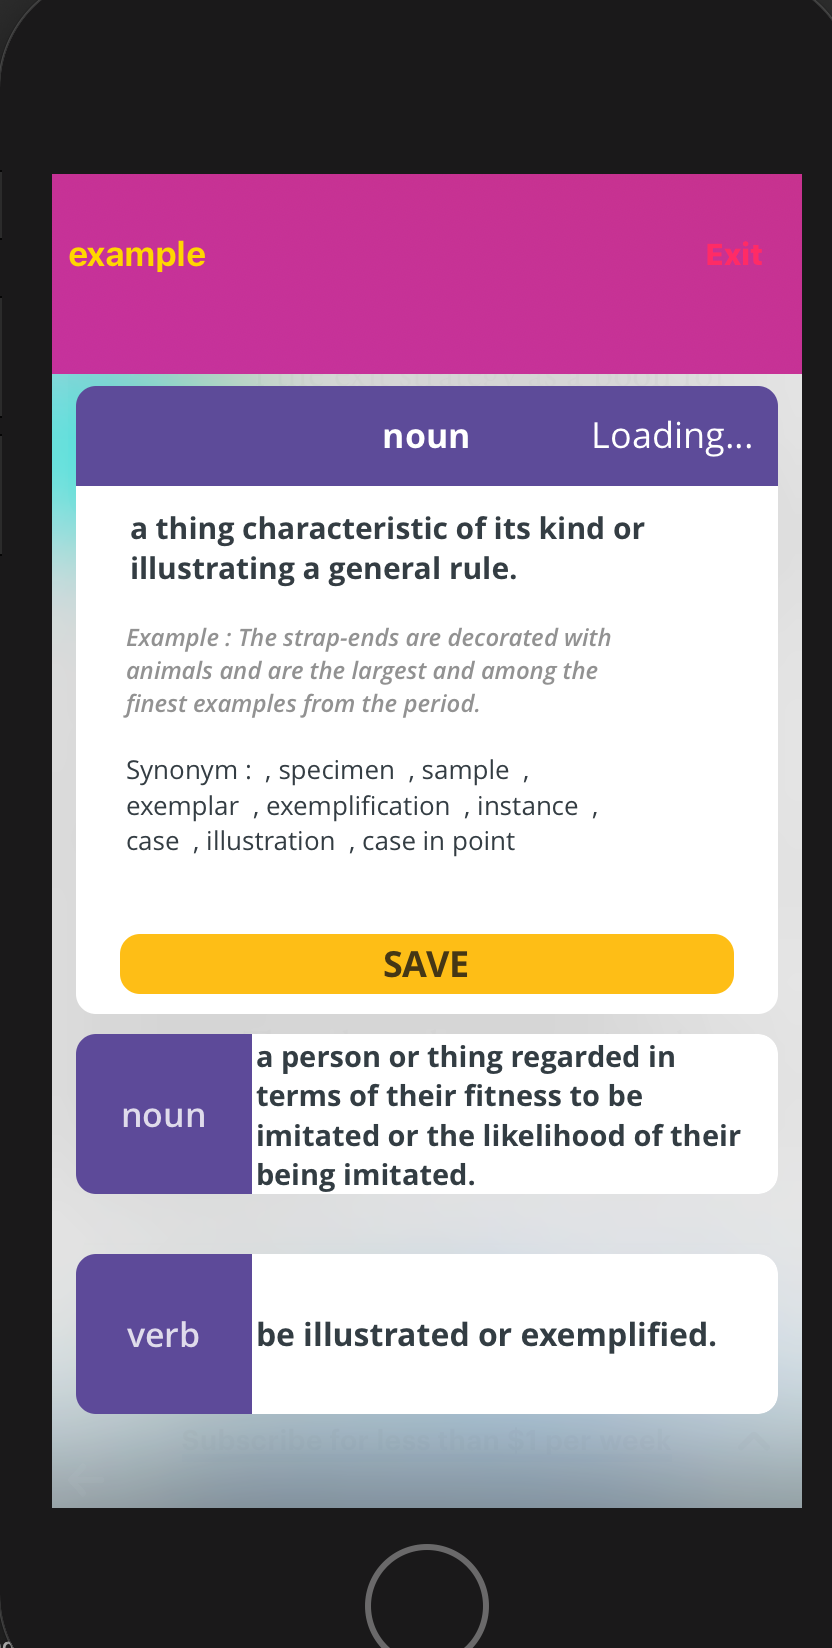 example
Exit
noun
Loading...
a thing characteristic of its kind or
illustrating a general rule.
Example : The strap-ends are decorated with
animals and are the largest and among the
finest examples from the period.
Synonym :  , specimen  , sample  ,
exemplar  , exemplification  , instance  ,
case  , illustration  , case in point
SAVE
noun
a person or thing regarded in
terms of their fitness to be
imitated or the likelihood of their
being imitated.
verb
be illustrated or exemplified.
Subscribe for less than $1 per week